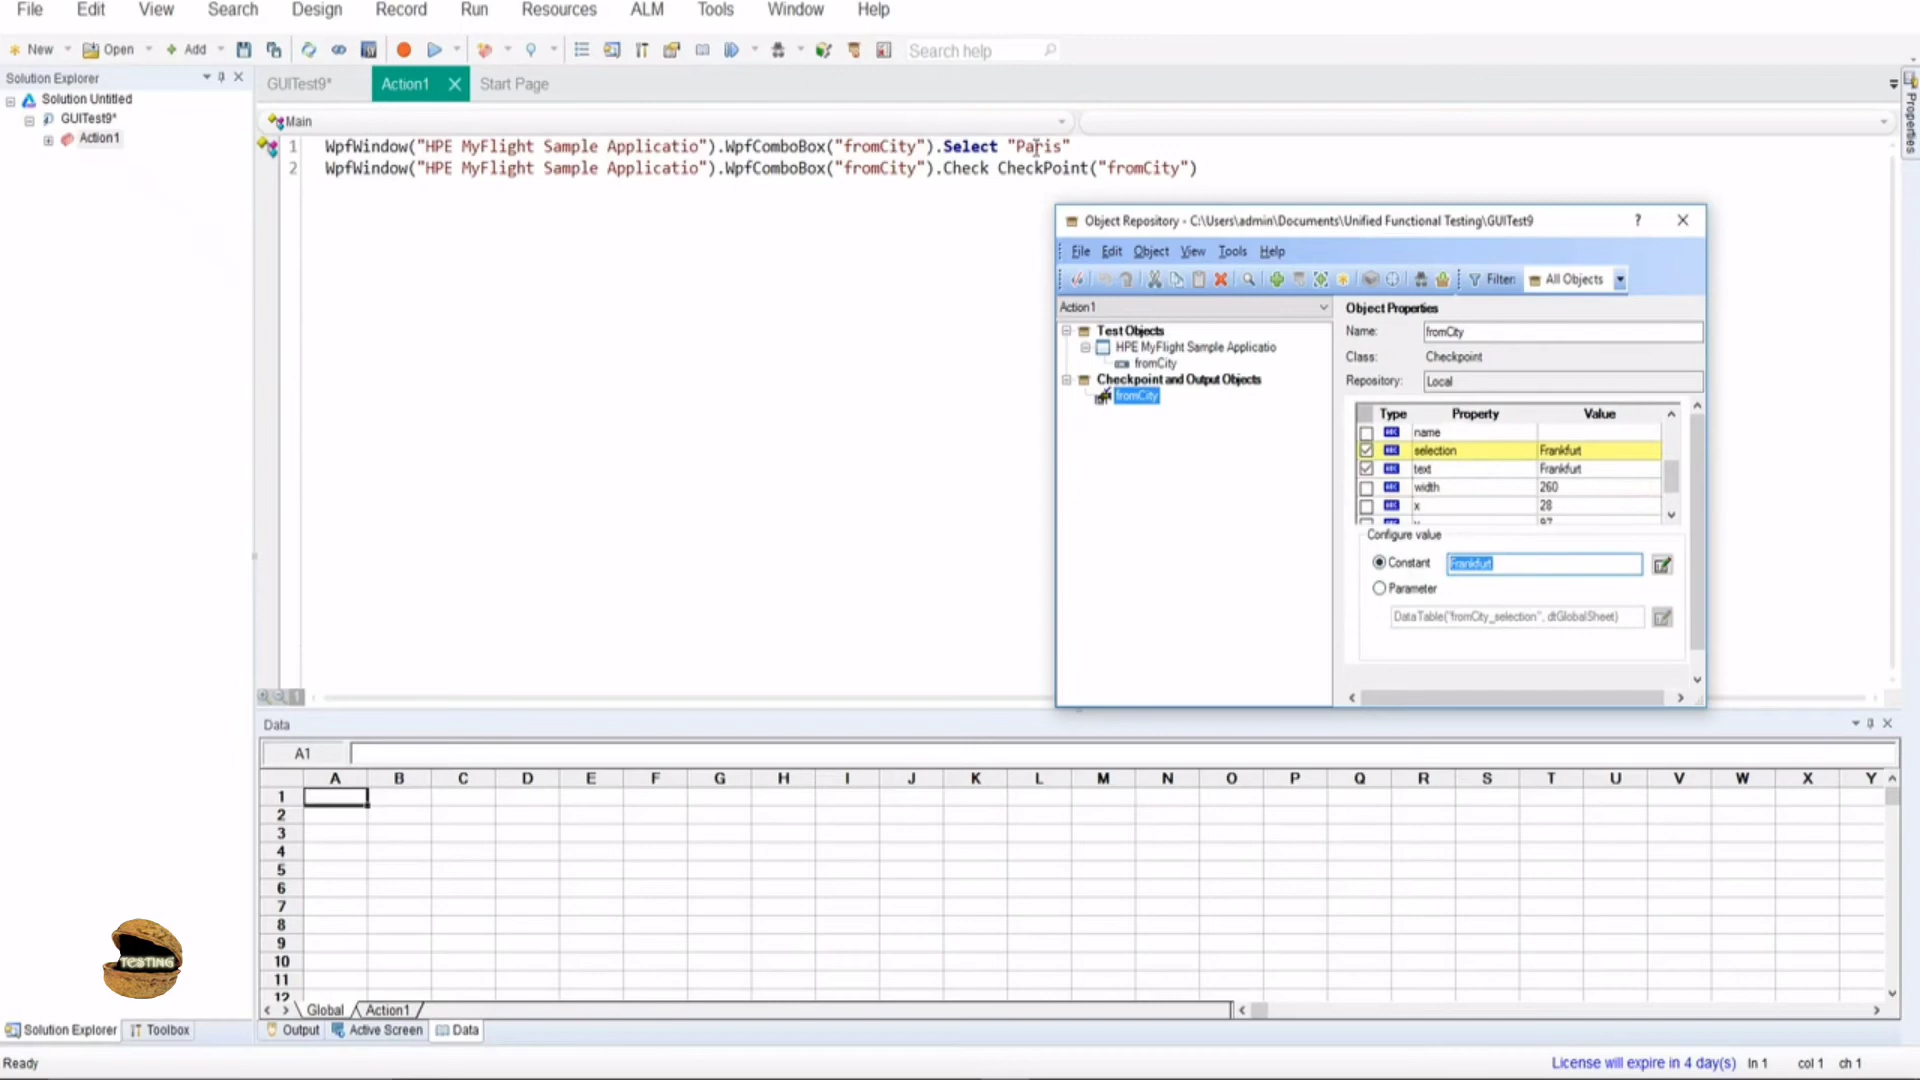 File Edit View Search Design Record Run Resources ALM Tools Window Help
New Open Add Search help
Solution Explorer
GUITest9* Action1 Start Page
Solution Untitled
GUITest9*
Action1
Main
1 WpfWindow("HPE MyFlight Sample Applicatio").WpfComboBox("fromCity").Select "Paris"
2 WpfWindow("HPE MyFlight Sample Applicatio").WpfComboBox("fromCity").Check CheckPoint("fromCity")
Properties
Object Repository - C:\Users\admin\Documents\Unified Functional Testing\GUITest9
File Edit Object View Tools Help
Filter: All Objects
Action1
Test Objects
HPE MyFlight Sample Applicatio
fromCity
Checkpoint and Output Objects
fromCity
Object Properties
Name: fromCity
Class: Checkpoint
Repository: Local
Type Property Value
ABC name
ABC selection Frankfurt
ABC text Frankfurt
ABC width 260
ABC x 28
Configure value
Constant Frankfurt
Parameter
DataTable("fromCity_selection", dtGlobalSheet)
Data
A1
A B C D E F G H I J K L M N O P Q R S T U V W X Y
1
2
3
4
5
6
7
8
9
10
11
12
TESTING
Global Action1
Solution Explorer Toolbox Output Active Screen Data
Ready License will expire in 4 day(s) ln 1 col 1 ch 1